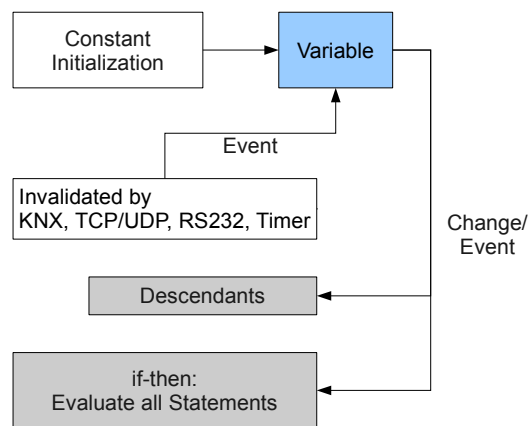 Constant
Initialization
Variable
Event
Invalidated by
KNX, TCP/UDP, RS232, Timer
Change/
Event
Descendants
if-then:
Evaluate all Statements